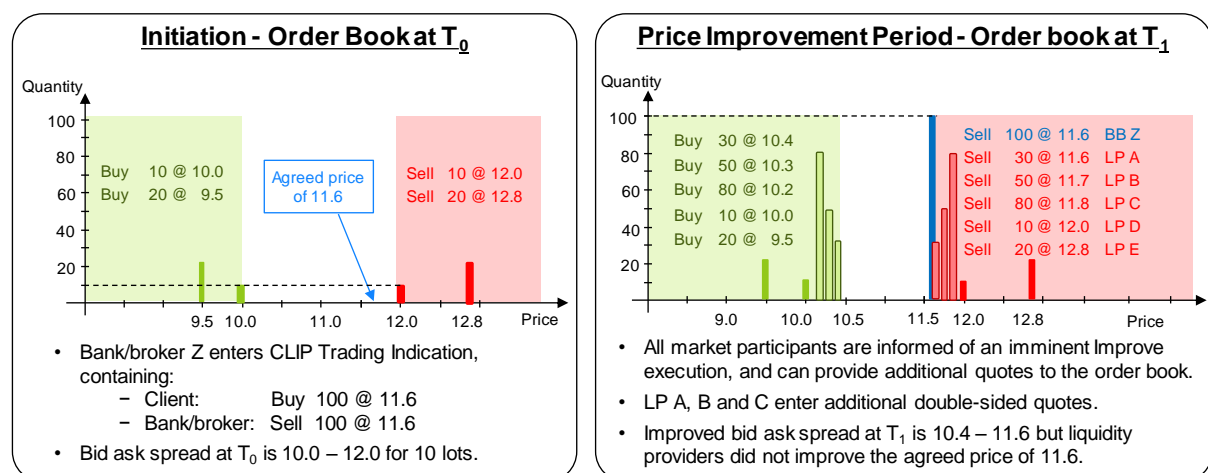 Initiation - Order Book at T0
Quantity
100
80
60
40
20
Buy 10 @ 10.0
Buy 20 @ 9.5
Agreed price
of 11.6
Sell 10 @ 12.0
Sell 20 @ 12.8
9.5 10.0 11.0 12.0 12.8 Price
• Bank/broker Z enters CLIP Trading Indication,
containing:
− Client: Buy 100 @ 11.6
− Bank/broker: Sell 100 @ 11.6
• Bid ask spread at T0 is 10.0 – 12.0 for 10 lots.
Price Improvement Period - Order book at T1
Quantity
100
80
60
40
20
Buy 30 @ 10.4
Buy 50 @ 10.3
Buy 80 @ 10.2
Buy 10 @ 10.0
Buy 20 @ 9.5
Sell 100 @ 11.6 BB Z
Sell 30 @ 11.6 LP A
Sell 50 @ 11.7 LP B
Sell 80 @ 11.8 LP C
Sell 10 @ 12.0 LP D
Sell 20 @ 12.8 LP E
9.0 10.0 10.5 11.5 12.0 12.8 Price
• All market participants are informed of an imminent Improve
execution, and can provide additional quotes to the order book.
• LP A, B and C enter additional double-sided quotes.
• Improved bid ask spread at T1 is 10.4 – 11.6 but liquidity
providers did not improve the agreed price of 11.6.